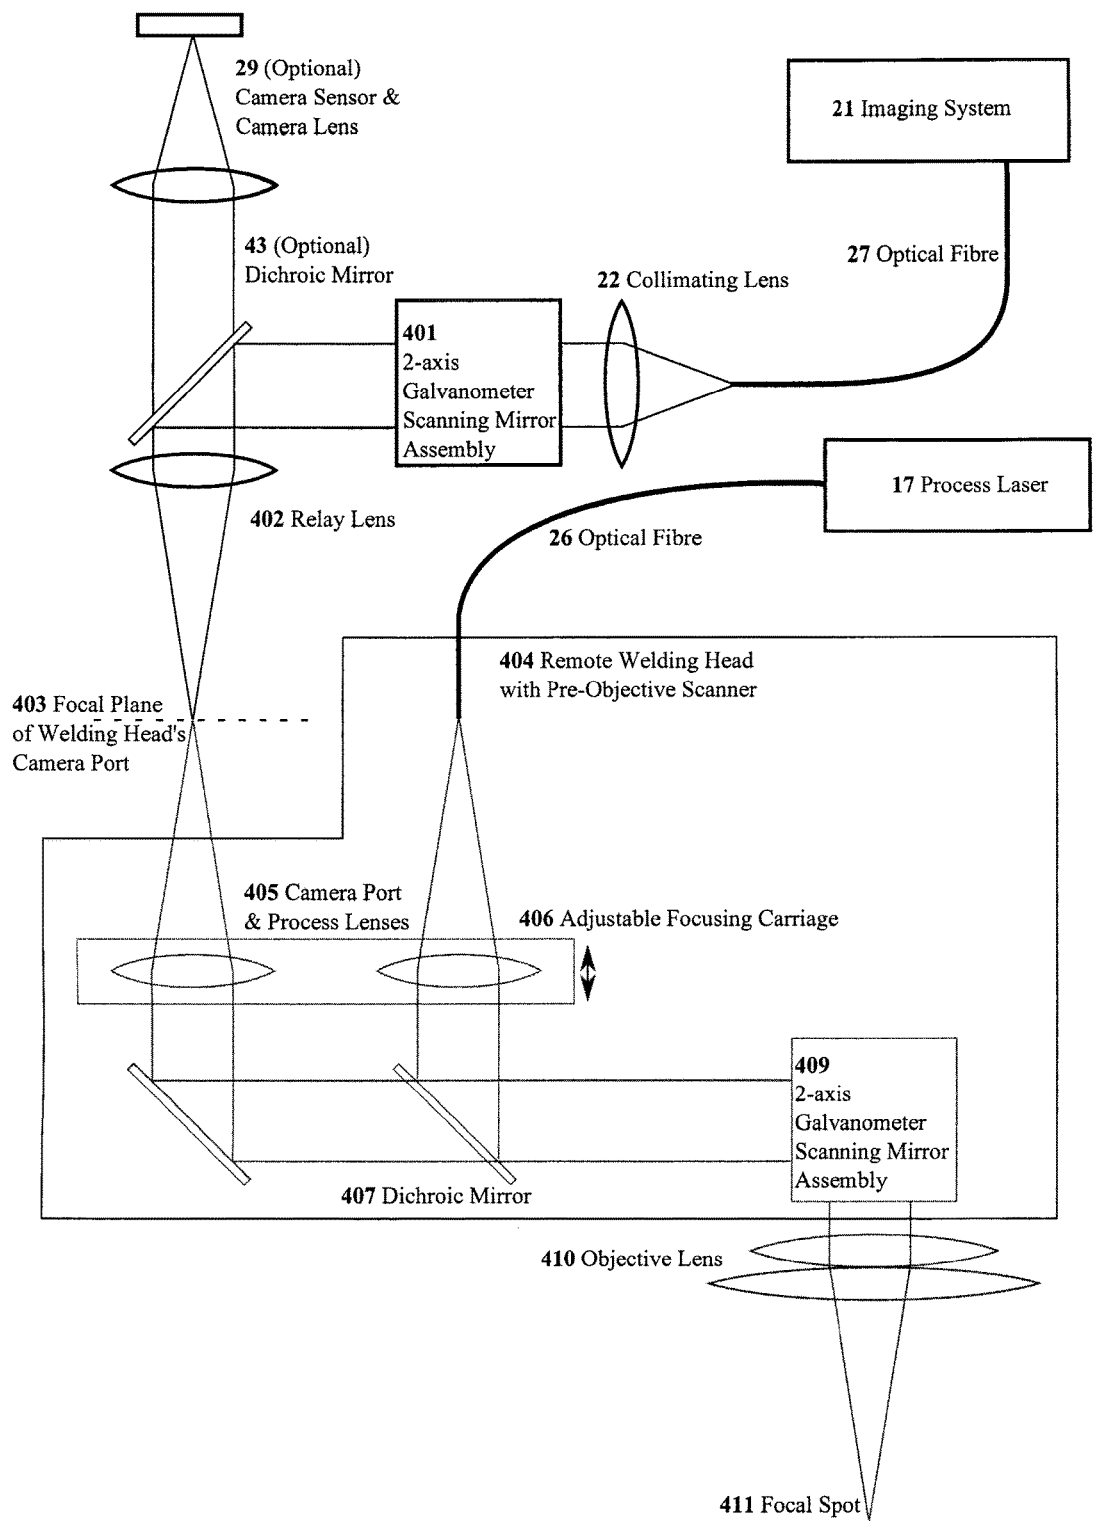 29 (Optional)
Camera Sensor &
Camera Lens
21 Imaging System
43 (Optional)
Dichroic Mirror
27 Optical Fibre
22 Collimating Lens
401
2-axis
Galvanometer
Scanning Mirror
Assembly
17 Process Laser
402 Relay Lens
26 Optical Fibre
404 Remote Welding Head
with Pre-Objective Scanner
403 Focal Plane
of Welding Head's
Camera Port
405 Camera Port
& Process Lenses
406 Adjustable Focusing Carriage
409
2-axis
Galvanometer
Scanning Mirror
Assembly
407 Dichroic Mirror
410 Objective Lens
411 Focal Spot